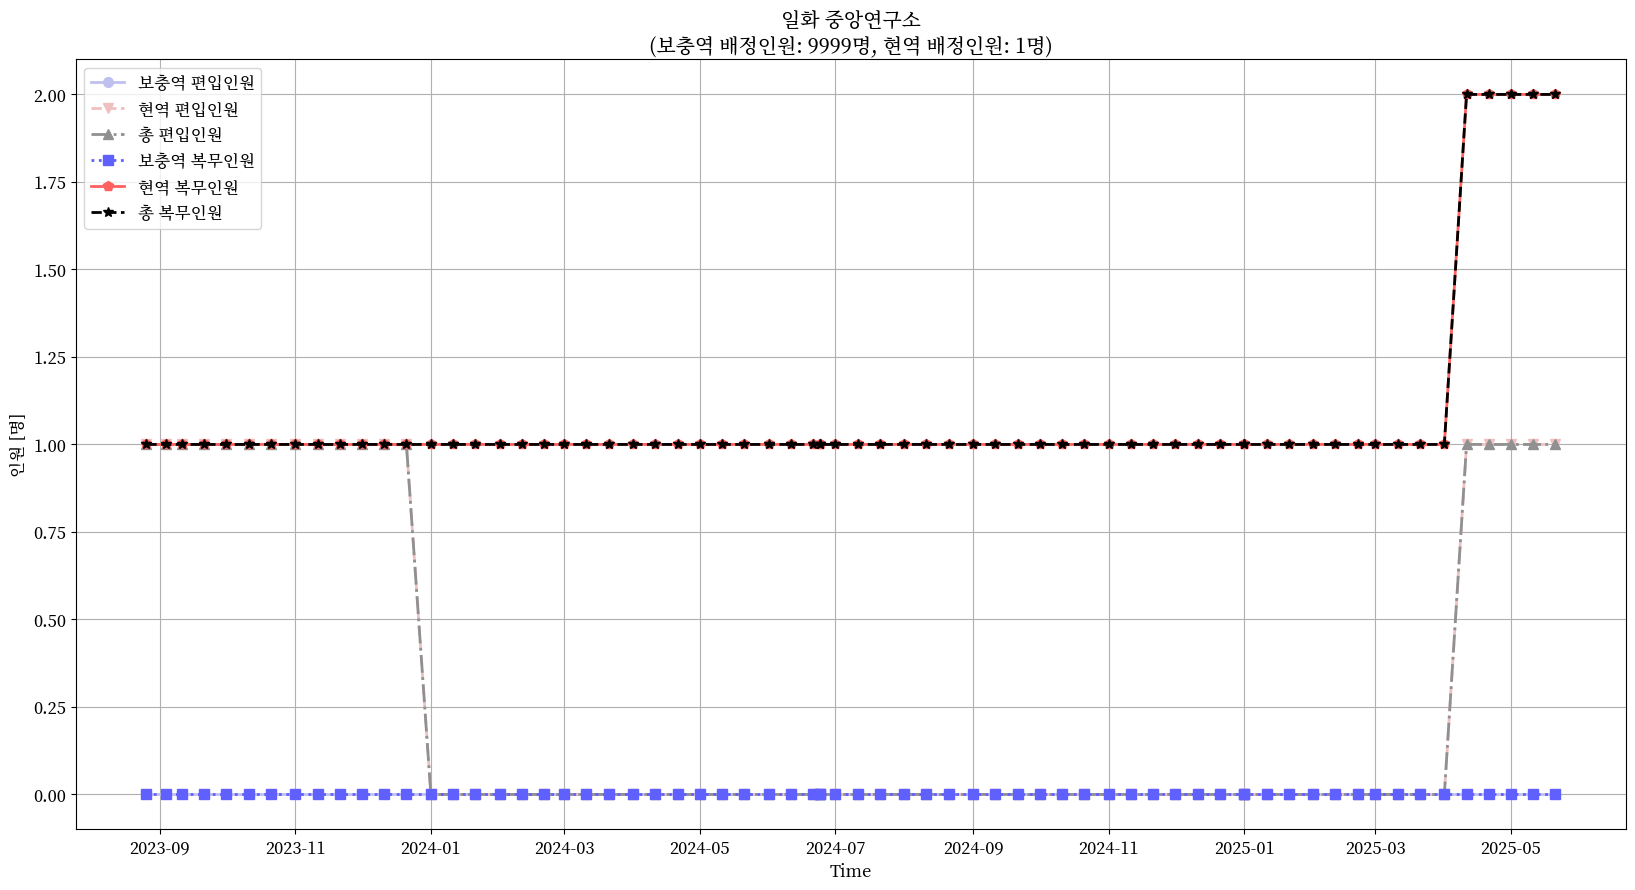 일화 중앙연구소
(보충역 배정인원: 9999명, 현역 배정인원: 1명)
보충역 편입인원
현역 편입인원
총 편입인원
보충역 복무인원
현역 복무인원
총 복무인원
인원 [명]
2.00
1.75
1.50
1.25
1.00
0.75
0.50
0.25
0.00
2023-09 2023-11 2024-01 2024-03 2024-05 2024-07 2024-09 2024-11 2025-01 2025-03 2025-05
Time